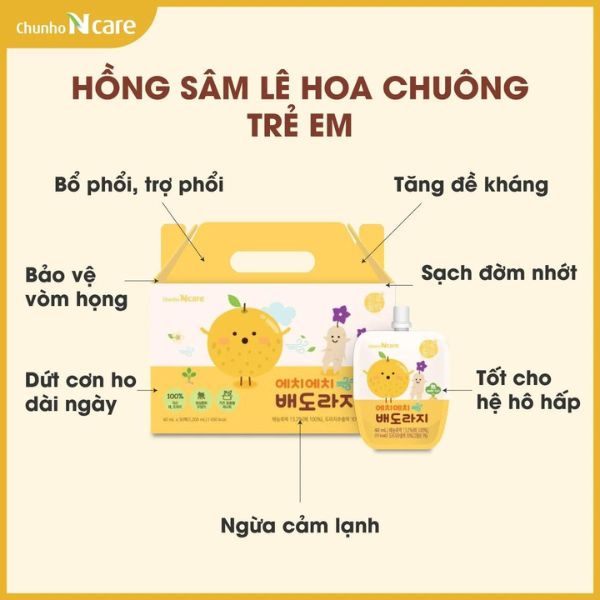 Chunho Ncare
HỒNG SÂM LÊ HOA CHUÔNG
TRẺ EM
Bổ phổi, trợ phổi
Tăng đề kháng
Bảo vệ
vòm họng
Sạch đờm nhớt
Dứt cơn ho
dài ngày
Tốt cho
hệ hô hấp
Ngừa cảm lạnh
Chunho Ncare
100%
無
에치에치
배도라지
Chunho Ncare
에치에치
배도라지